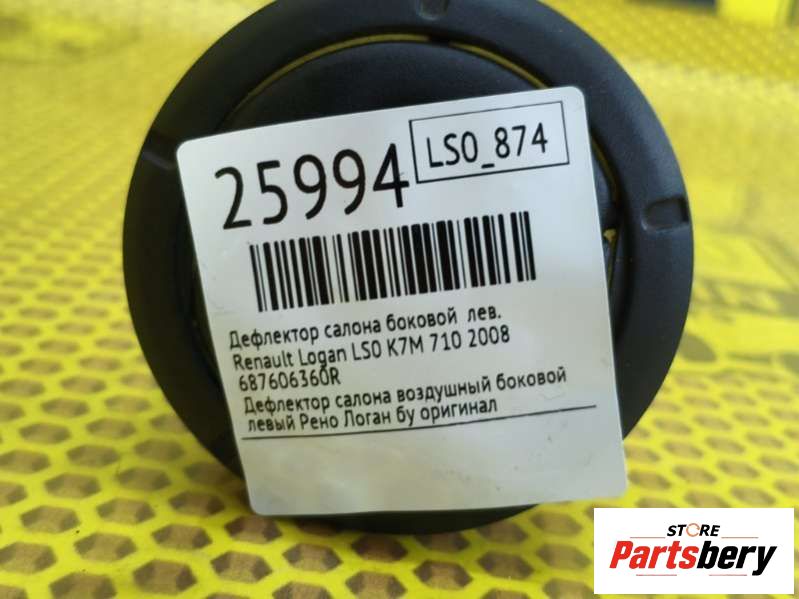 25994
LS0_874
Дефлектор салона боковой лев.
Renault Logan LS0 K7M 710 2008
687606360R
Дефлектор салона воздушный боковой
левый Рено Логан бу оригинал
STORE
Partsbery